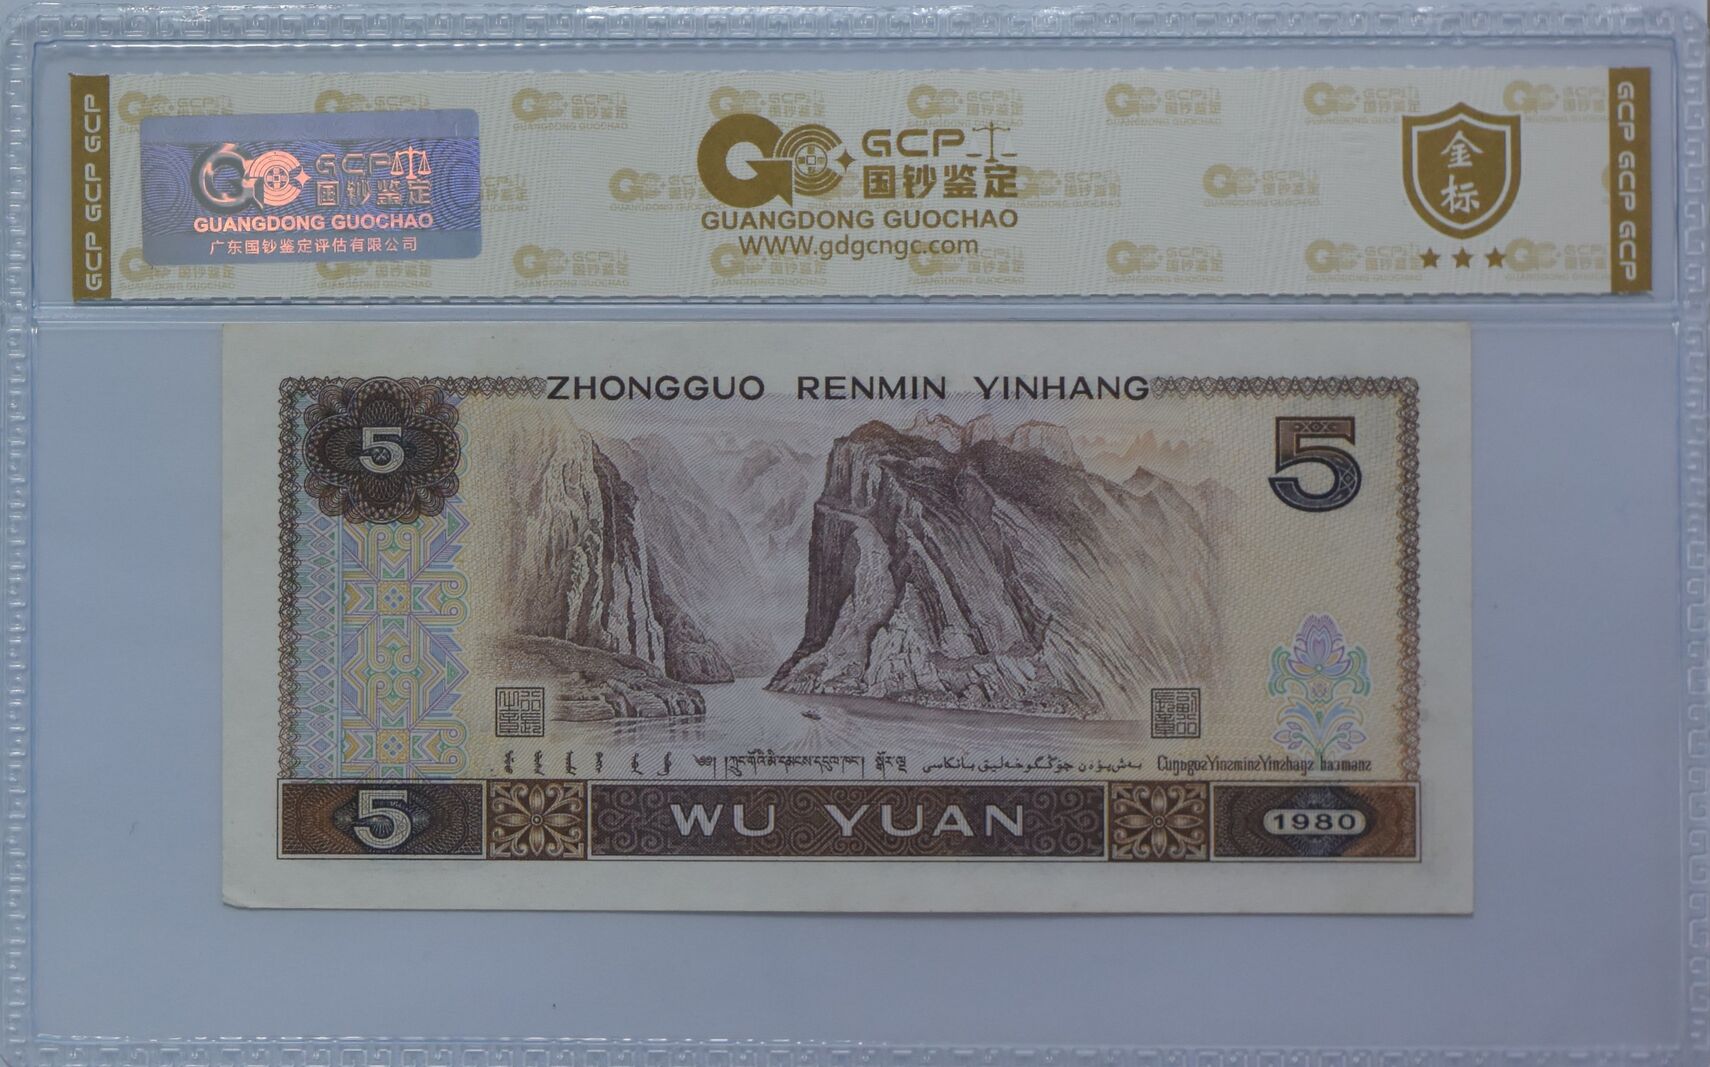 GCP GCP GCP
GCP
国钞鉴定
GUANGDONG GUOCHAO
广东国钞鉴定评估有限公司
GCP
国钞鉴定
GUANGDONG GUOCHAO
WWW.gdgcngc.com
金标
GCP GCP GCP
ZHONGGUO RENMIN YINHANG
5
5
5
WU YUAN
1980